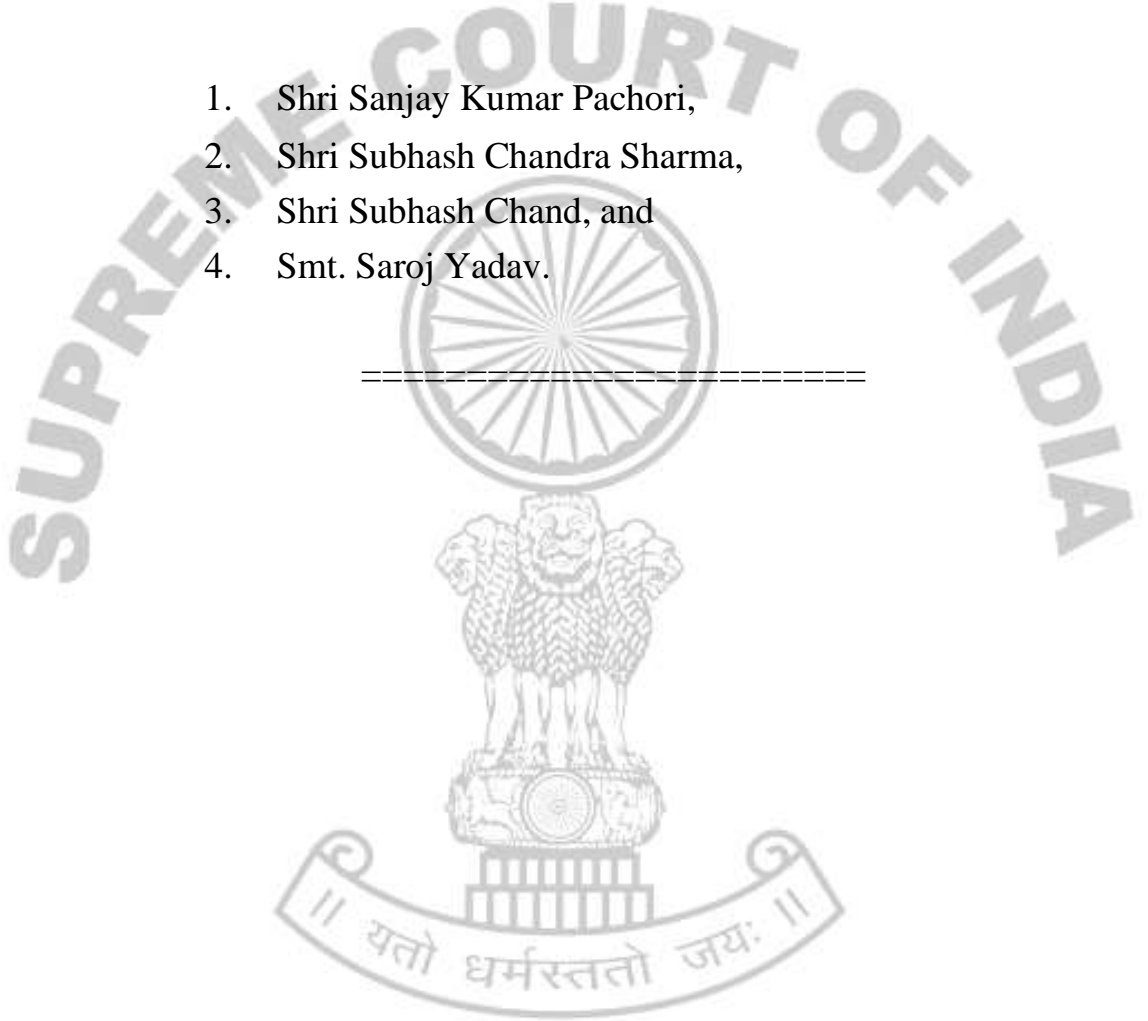 SUPREME COURT OF INDIA
1. Shri Sanjay Kumar Pachori,
2. Shri Subhash Chandra Sharma,
3. Shri Subhash Chand, and
4. Smt. Saroj Yadav.
========================
॥ यतो धर्मस्ततो जयः ॥